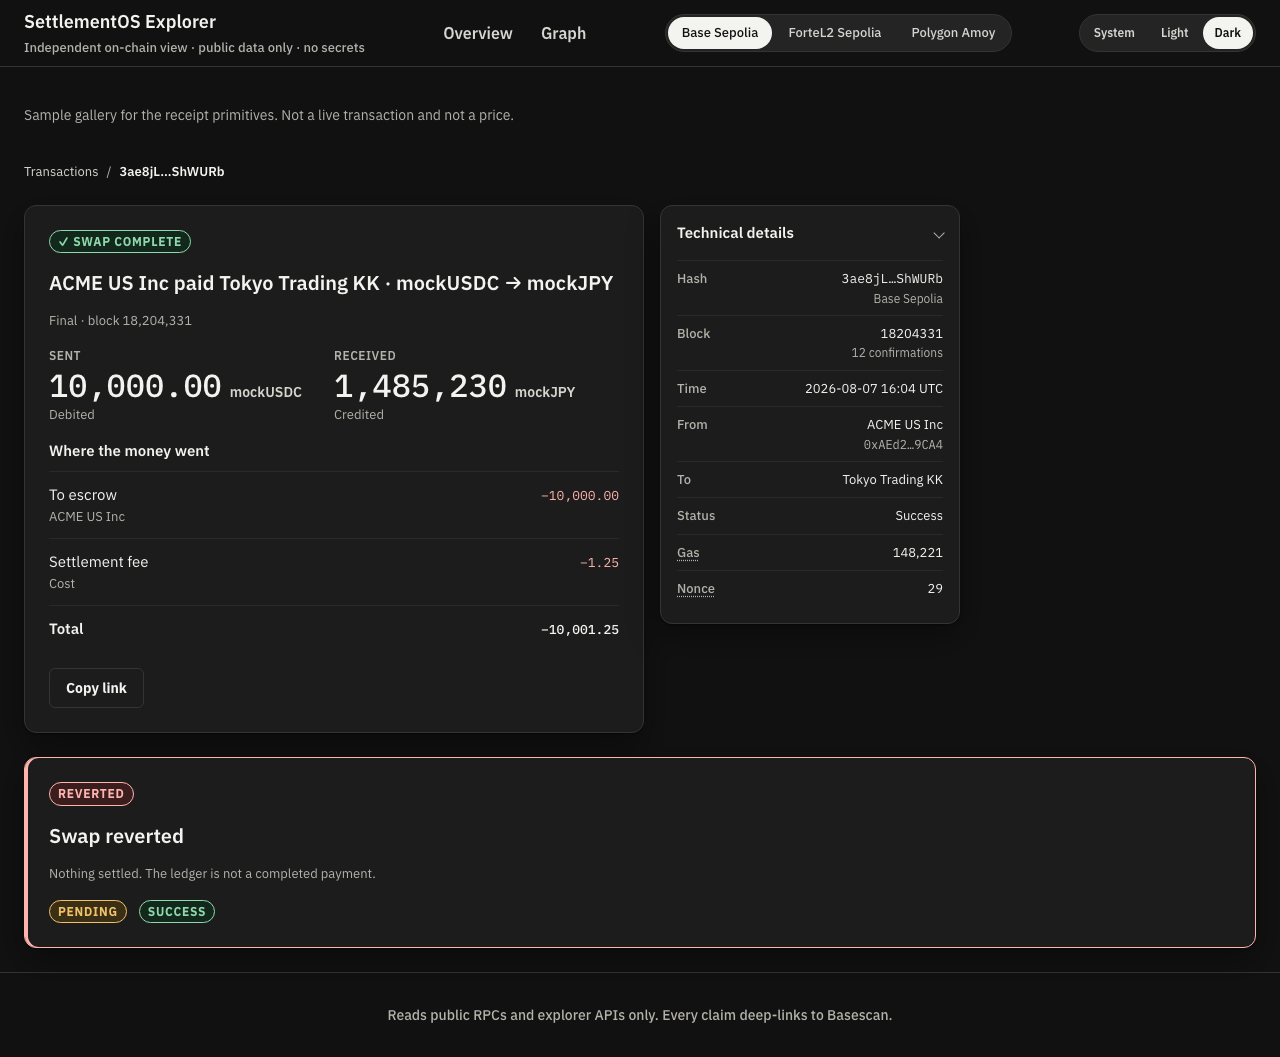 SettlementOS Explorer
Independent on-chain view · public data only · no secrets
Overview
Graph
Base Sepolia
ForteL2 Sepolia
Polygon Amoy
System
Light
Dark
Sample gallery for the receipt primitives. Not a live transaction and not a price.
Transactions / 3ae8jL…ShWURb
✓ SWAP COMPLETE
ACME US Inc paid Tokyo Trading KK · mockUSDC → mockJPY
Final · block 18,204,331
SENT
10,000.00 mockUSDC
Debited
RECEIVED
1,485,230 mockJPY
Credited
Where the money went
To escrow −10,000.00
ACME US Inc
Settlement fee −1.25
Cost
Total −10,001.25
Copy link
Technical details
Hash 3ae8jL…ShWURb
Base Sepolia
Block 18204331
12 confirmations
Time 2026-08-07 16:04 UTC
From ACME US Inc
0xAEd2…9CA4
To Tokyo Trading KK
Status Success
Gas 148,221
Nonce 29
REVERTED
Swap reverted
Nothing settled. The ledger is not a completed payment.
PENDING SUCCESS
Reads public RPCs and explorer APIs only. Every claim deep-links to Basescan.